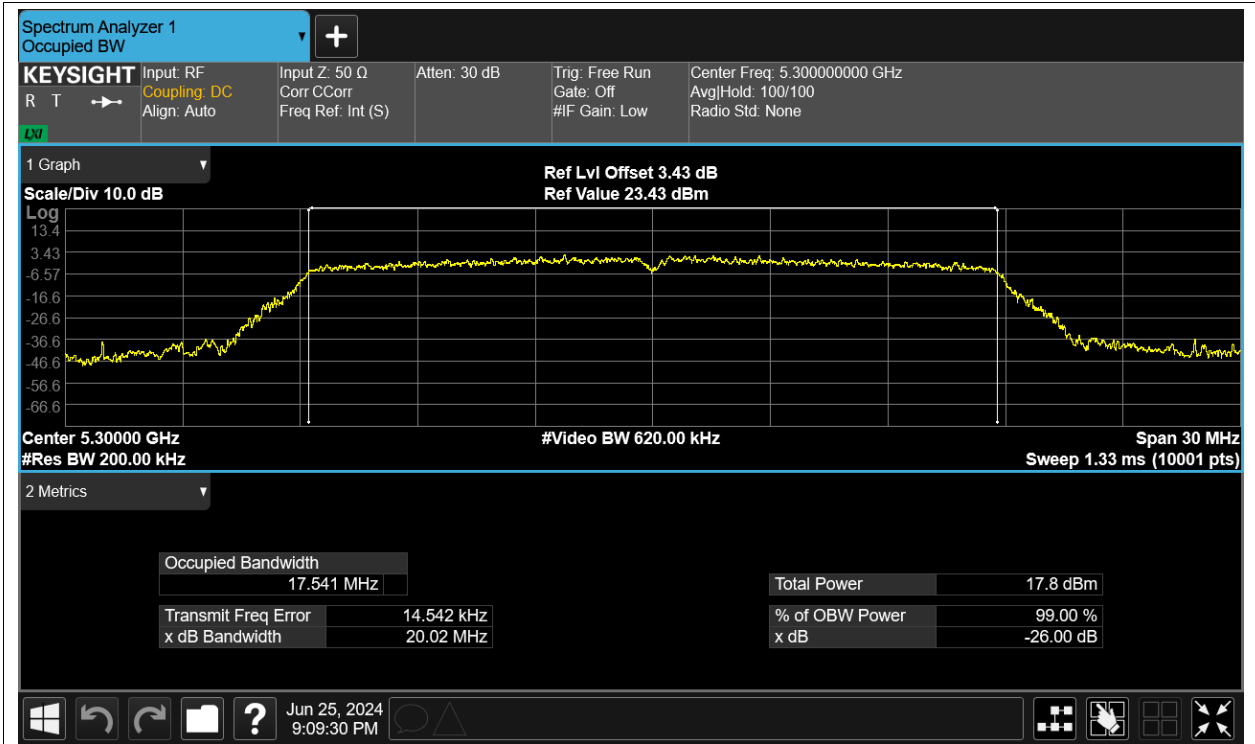 Spectrum Analyzer 1
Occupied BW
KEYSIGHT
R T
LXI
Input: RF
Coupling: DC
Align: Auto
Input Z: 50 Ω
Corr CCorr
Freq Ref: Int (S)
Atten: 30 dB
Trig: Free Run
Gate: Off
#IF Gain: Low
Center Freq: 5.300000000 GHz
Avg|Hold: 100/100
Radio Std: None
1 Graph
Scale/Div 10.0 dB
Ref Lvl Offset 3.43 dB
Ref Value 23.43 dBm
Log
13.4
3.43
-6.57
-16.6
-26.6
-36.6
-46.6
-56.6
-66.6
Center 5.30000 GHz
#Video BW 620.00 kHz
Span 30 MHz
#Res BW 200.00 kHz
Sweep 1.33 ms (10001 pts)
2 Metrics
Occupied Bandwidth
17.541 MHz
Total Power 17.8 dBm
Transmit Freq Error 14.542 kHz
% of OBW Power 99.00 %
x dB Bandwidth 20.02 MHz
x dB -26.00 dB
?
Jun 25, 2024
9:09:30 PM